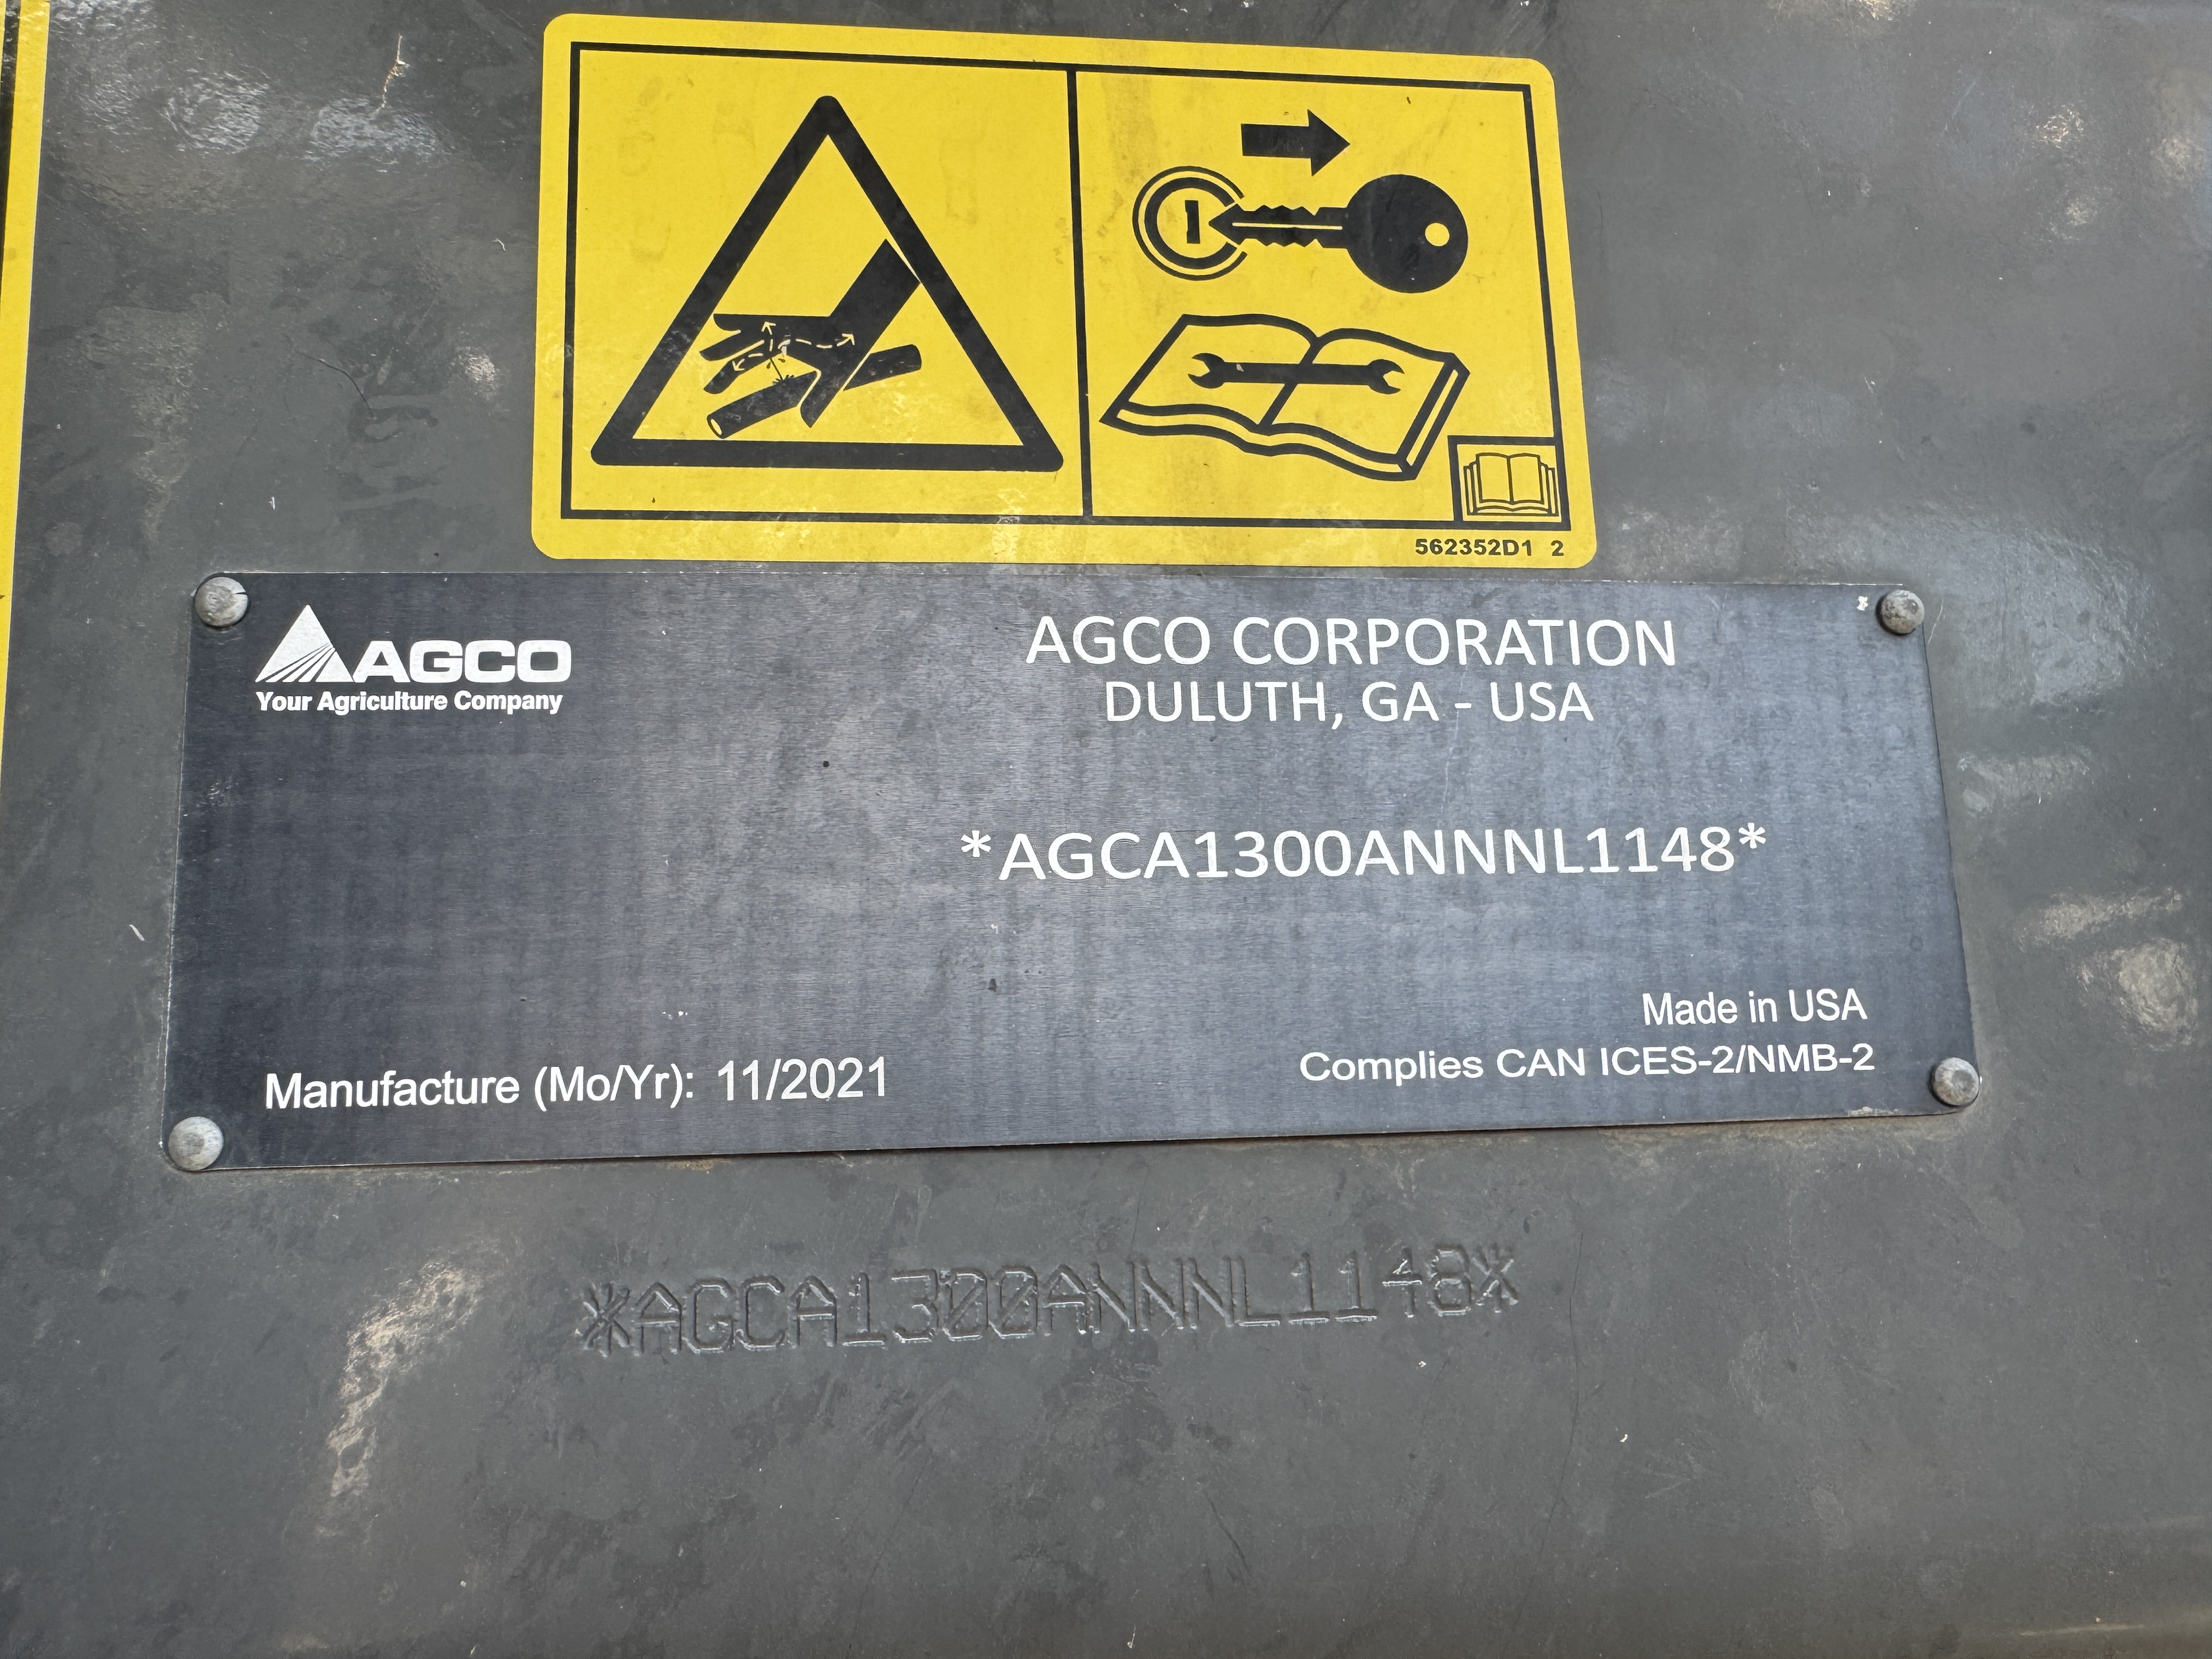 562352D1 2
AGCO
Your Agriculture Company
AGCO CORPORATION
DULUTH, GA - USA
*AGCA1300ANNNL1148*
Made in USA
Manufacture (Mo/Yr): 11/2021
Complies CAN ICES-2/NMB-2
*AGCA1300ANNNL1148*